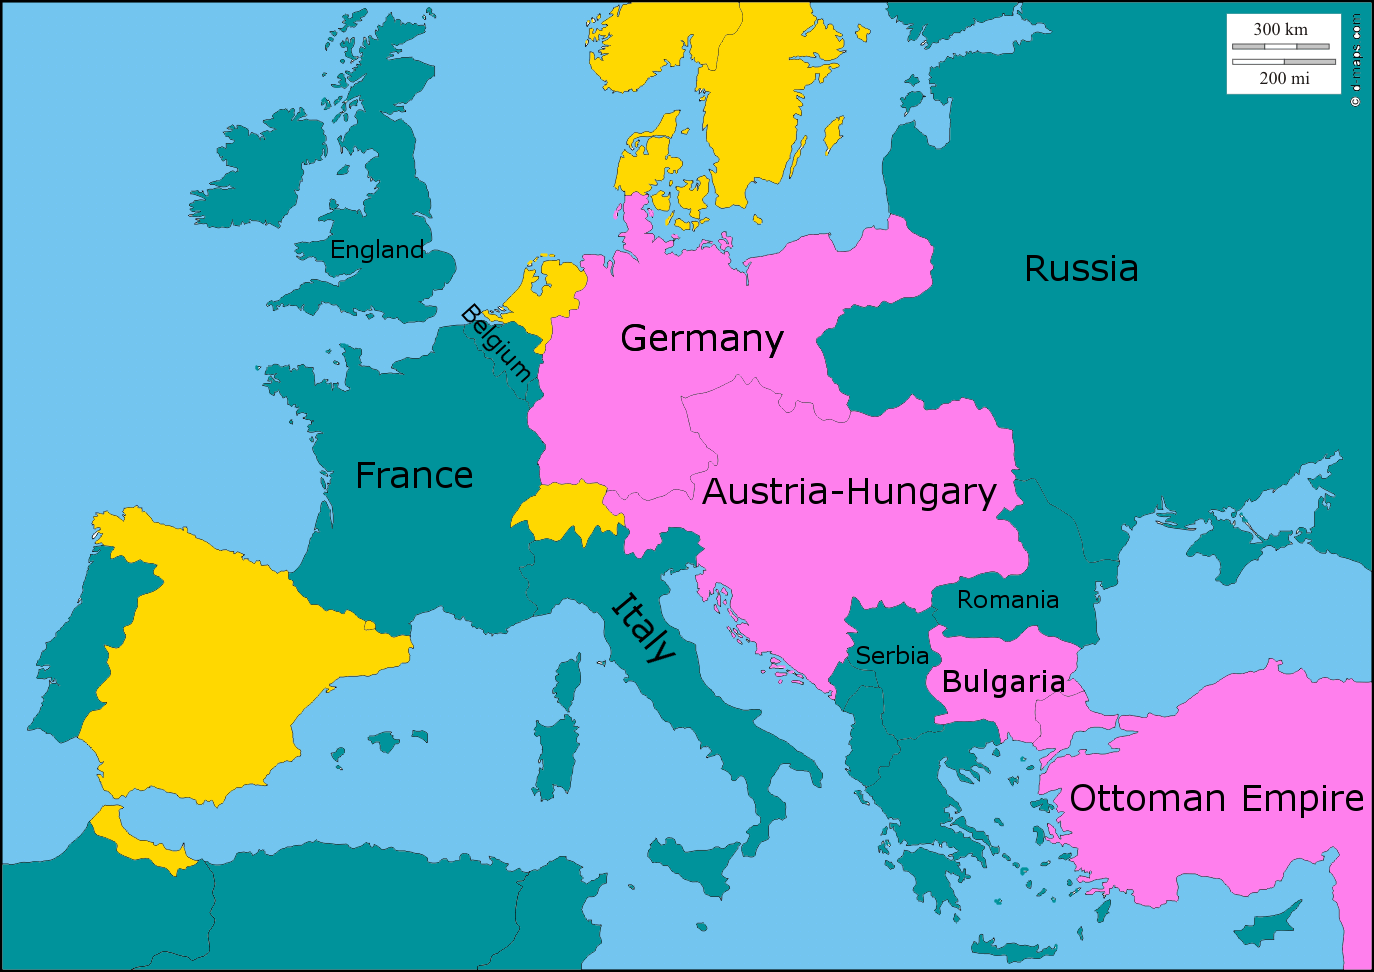 300 km
200 mi
© d-maps.com
England
Russia
Belgium
Germany
France
Austria-Hungary
Romania
Italy
Serbia
Bulgaria
Ottoman Empire